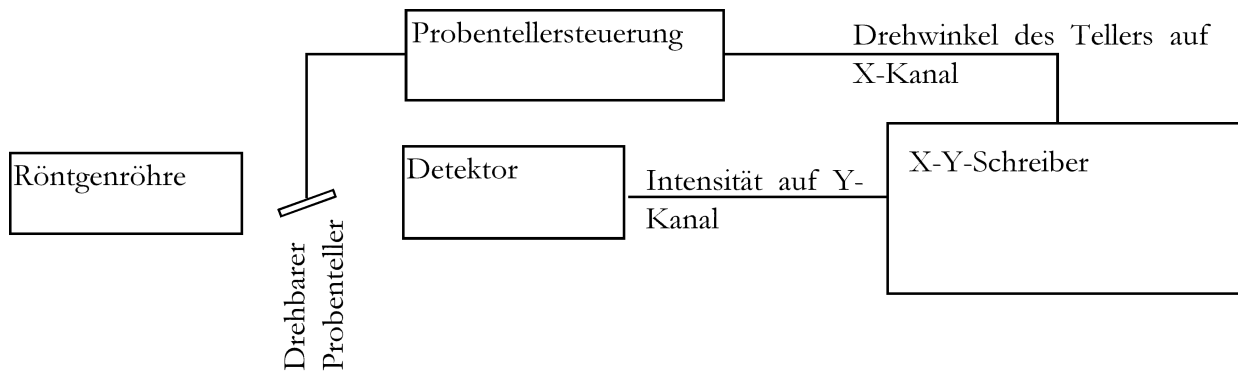 Probentellersteuerung
Drehwinkel des Tellers auf
X-Kanal
Röntgenröhre
Detektor
Intensität auf Y-
Kanal
X-Y-Schreiber
Drehbarer
Probenteller